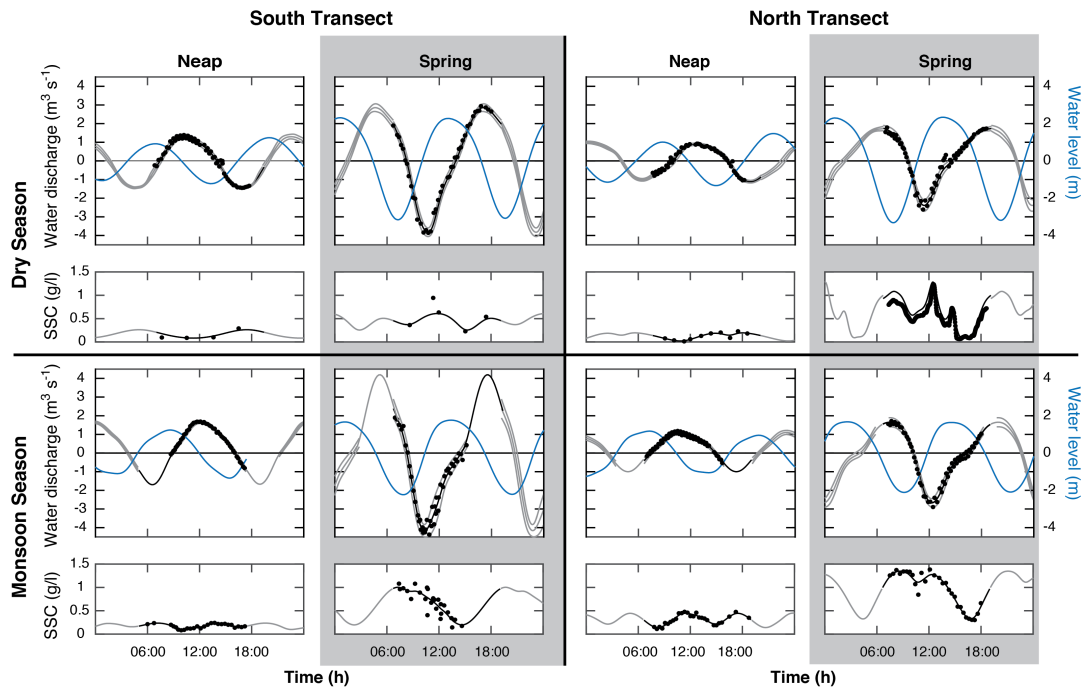 South Transect
North Transect
Neap
Spring
Neap
Spring
Dry Season
Water discharge (m³ s⁻¹)
4
3
2
1
0
-1
-2
-3
-4
4
2
0
-2
-4
Water level (m)
SSC (g/l)
1.5
1
0.5
0
Monsoon Season
Water discharge (m³ s⁻¹)
4
3
2
1
0
-1
-2
-3
-4
4
2
0
-2
-4
Water level (m)
SSC (g/l)
1.5
1
0.5
0
06:00 12:00 18:00
06:00 12:00 18:00
06:00 12:00 18:00
06:00 12:00 18:00
Time (h)
Time (h)